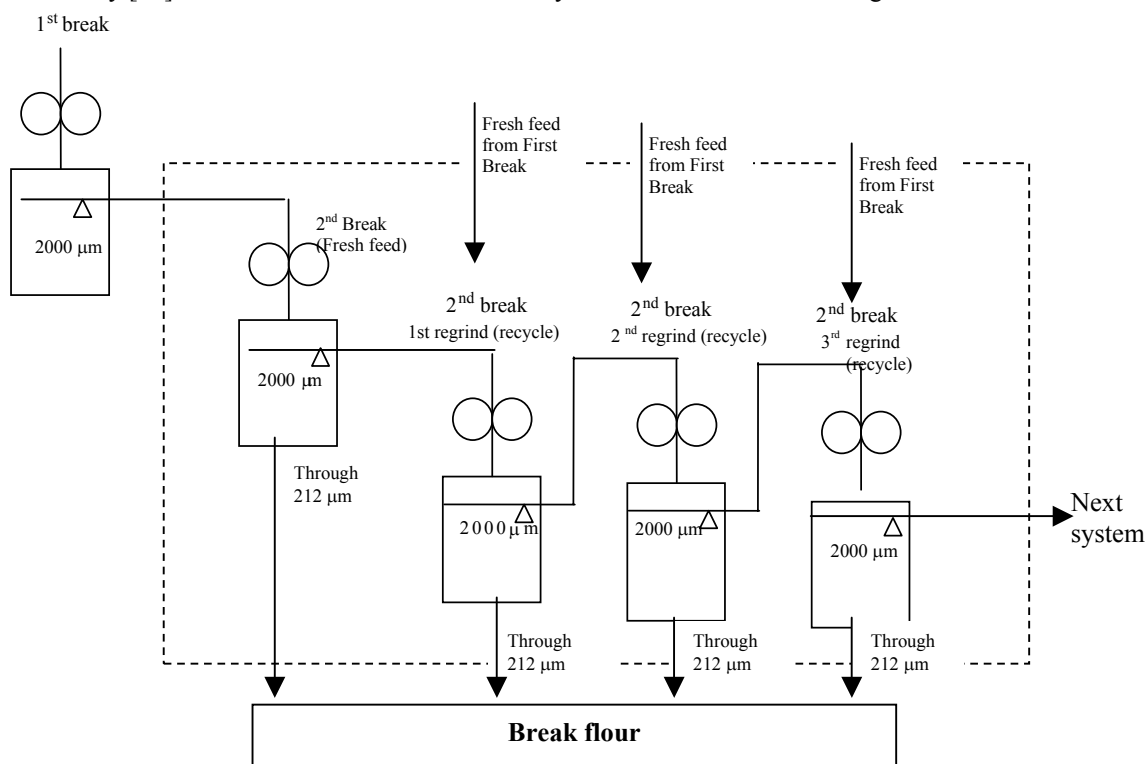 1st break
Fresh feed
from First
Break
Fresh feed
from First
Break
Fresh feed
from First
Break
2000 μm
2nd Break
(Fresh feed)
2nd break
1st regrind (recycle)
2nd break
2nd regrind (recycle)
2nd break
3rd regrind
(recycle)
2000 μm
Through
212 μm
2000 μm
2000 μm
2000 μm
Next
system
Through
212 μm
Through
212 μm
Through
212 μm
Break flour